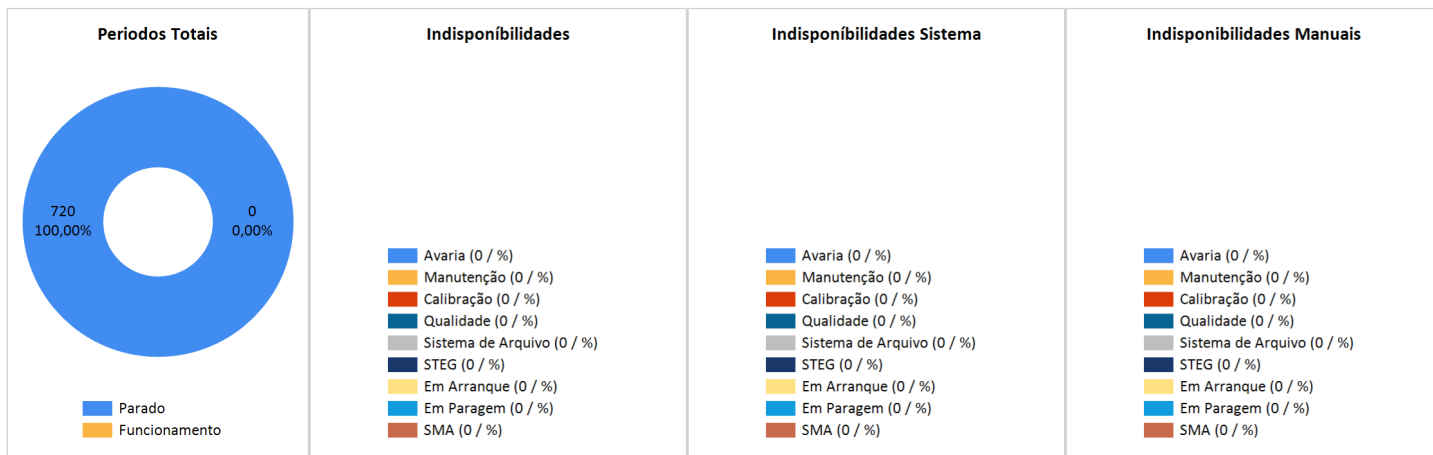 Periodos Totais
720
100,00%
0
0,00%
Parado
Funcionamento
Indisponíbilidades
Avaria (0 / %)
Manutenção (0 / %)
Calibração (0 / %)
Qualidade (0 / %)
Sistema de Arquivo (0 / %)
STEG (0 / %)
Em Arranque (0 / %)
Em Paragem (0 / %)
SMA (0 / %)
Indisponíbilidades Sistema
Avaria (0 / %)
Manutenção (0 / %)
Calibração (0 / %)
Qualidade (0 / %)
Sistema de Arquivo (0 / %)
STEG (0 / %)
Em Arranque (0 / %)
Em Paragem (0 / %)
SMA (0 / %)
Indisponibilidades Manuais
Avaria (0 / %)
Manutenção (0 / %)
Calibração (0 / %)
Qualidade (0 / %)
Sistema de Arquivo (0 / %)
STEG (0 / %)
Em Arranque (0 / %)
Em Paragem (0 / %)
SMA (0 / %)